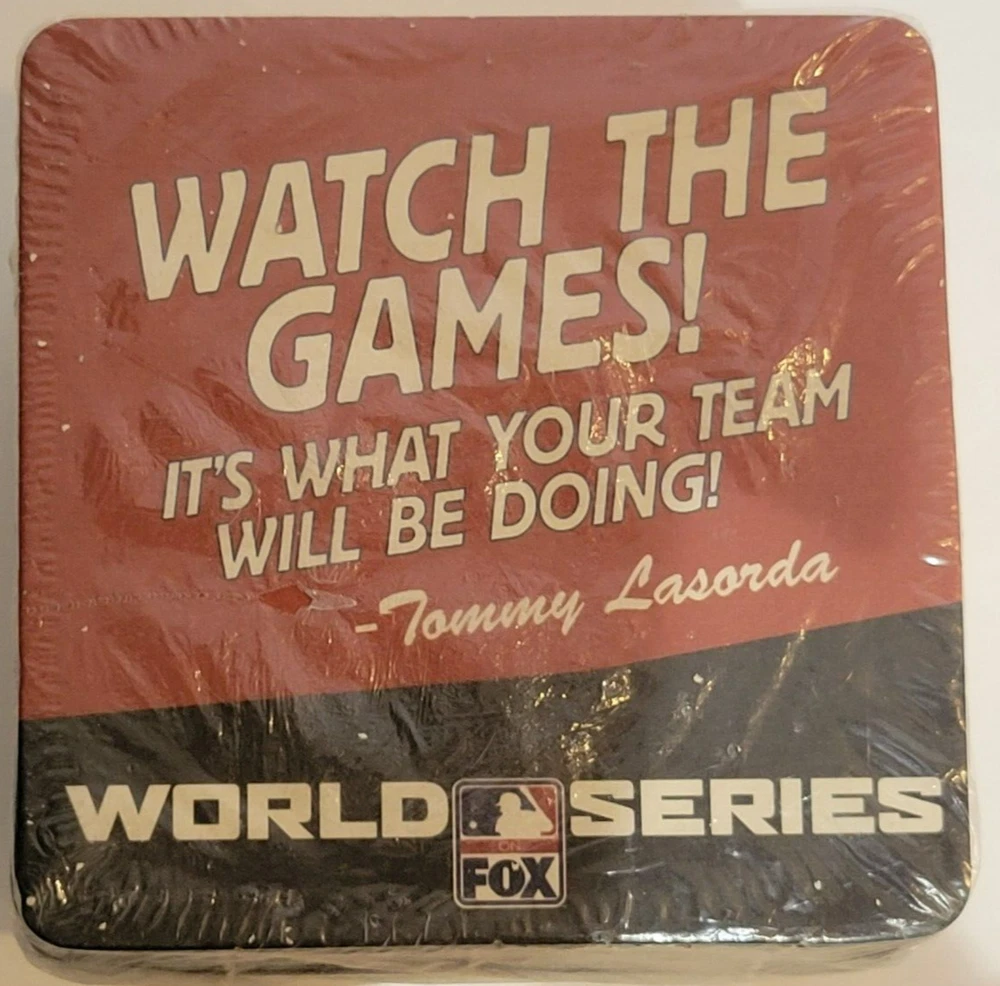 WATCH THE
GAMES!
IT'S WHAT YOUR TEAM
WILL BE DOING!
-Tommy Lasorda
WORLD SERIES
ON
FOX